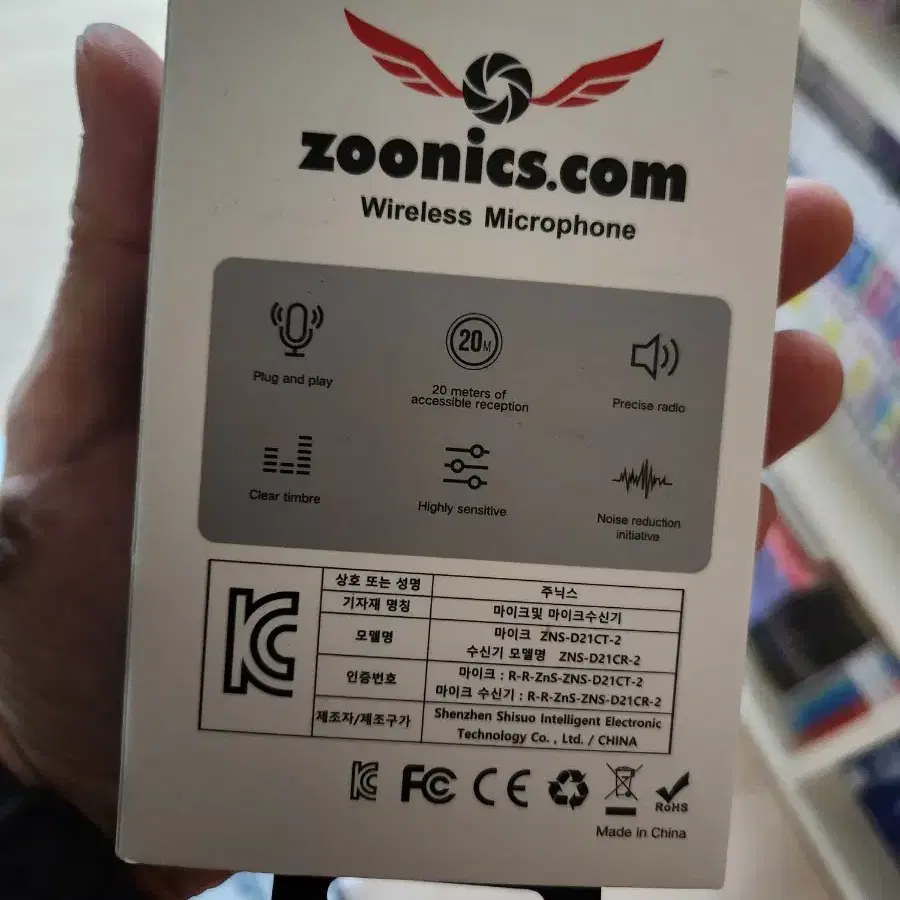 zoonics.com
Wireless Microphone
Plug and play
20M
20 meters of
accessible reception
Precise radio
Clear timbre
Highly sensitive
Noise reduction
initiative
상호 또는 성명 주닉스
기자재 명칭 마이크및 마이크수신기
모델명 마이크 ZNS-D21CT-2
수신기 모델명 ZNS-D21CR-2
인증번호 마이크 : R-R-ZnS-ZNS-D21CT-2
마이크 수신기 : R-R-ZnS-ZNS-D21CR-2
제조자/제조구가 Shenzhen Shisuo Intelligent Electronic
Technology Co. , Ltd. / CHINA
KC FC CE RoHS
Made in China